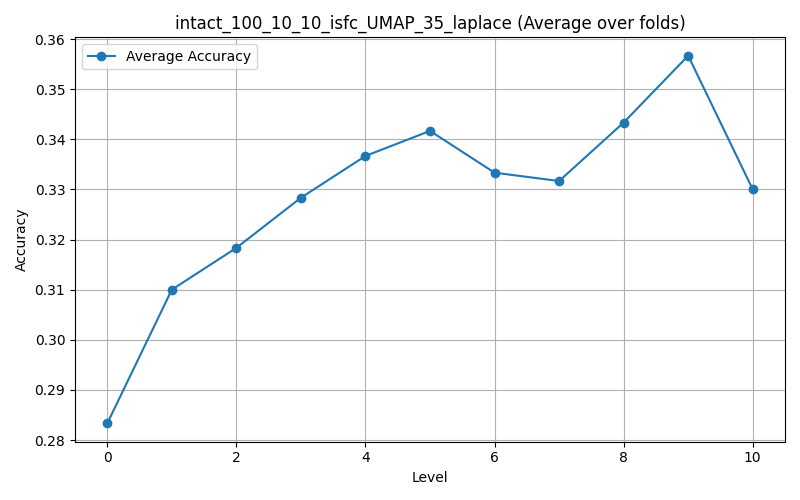 intact_100_10_10_isfc_UMAP_35_laplace (Average over folds)
Average Accuracy
Accuracy
0.36
0.35
0.34
0.33
0.32
0.31
0.30
0.29
0.28
0 2 4 6 8 10
Level